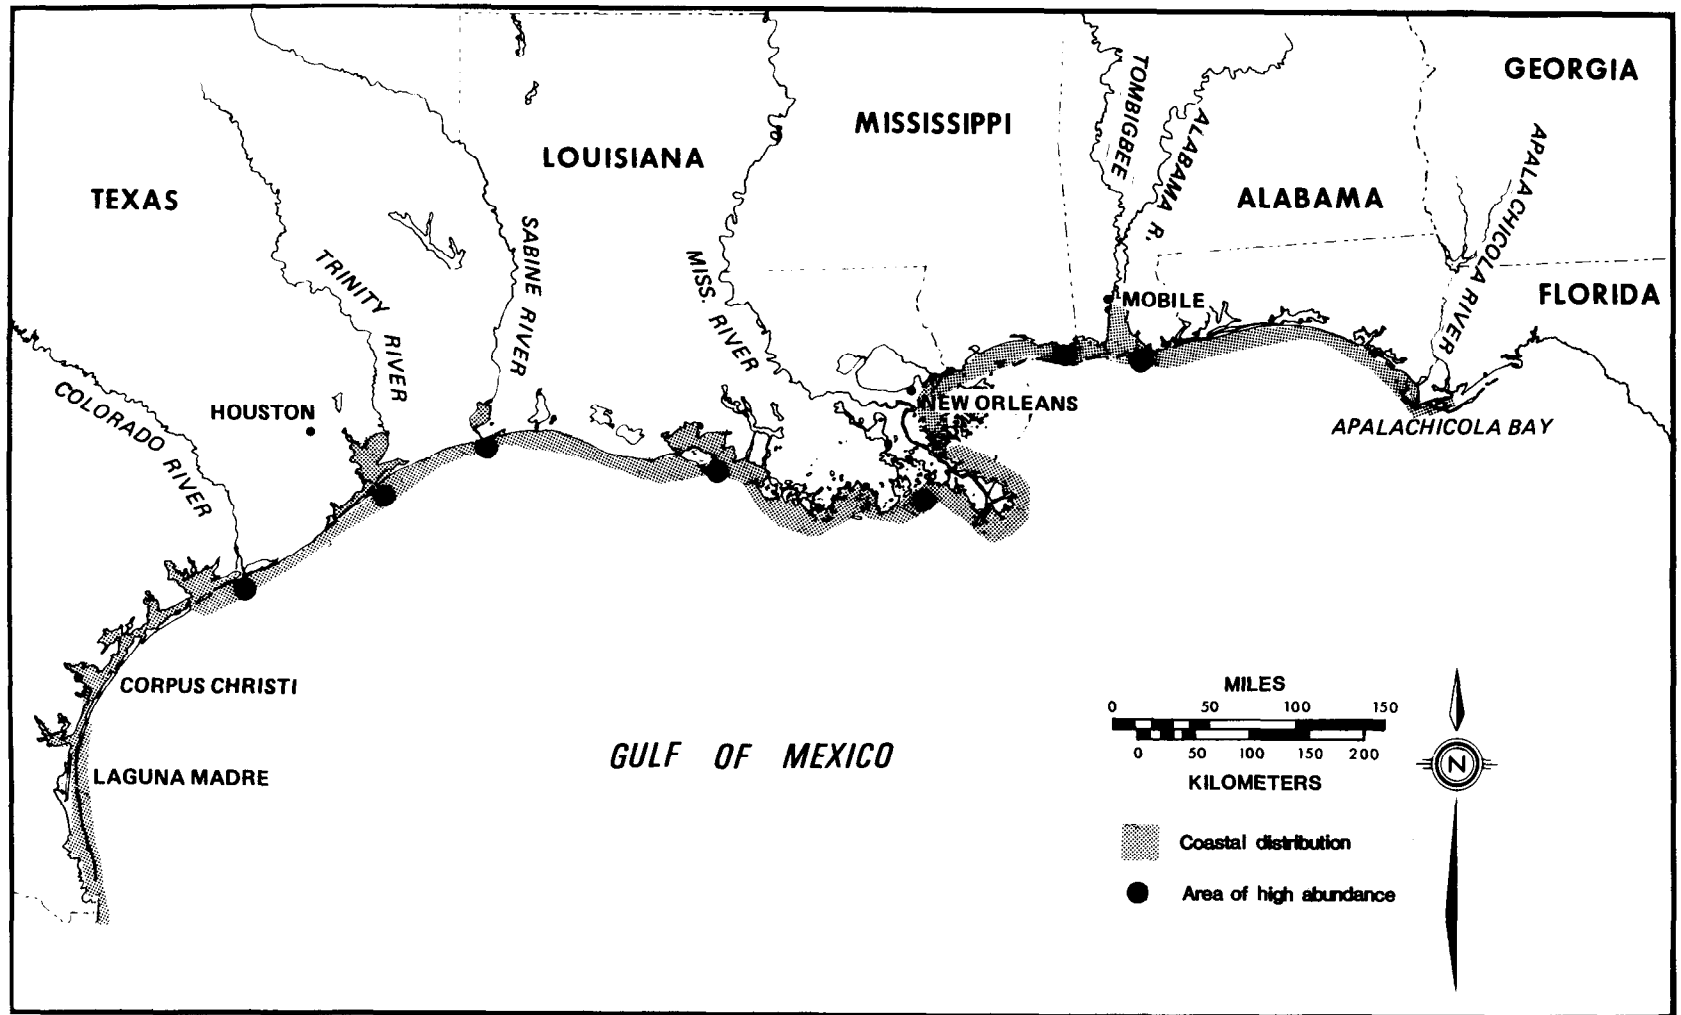 GEORGIA
MISSISSIPPI
TOMBIGBEE
ALABAMA R.
APALACHICOLA RIVER
LOUISIANA
TEXAS
ALABAMA
SABINE RIVER
TRINITY RIVER
MISS. RIVER
MOBILE
FLORIDA
COLORADO RIVER
HOUSTON
NEW ORLEANS
APALACHICOLA BAY
CORPUS CHRISTI
LAGUNA MADRE
GULF OF MEXICO
MILES
0 50 100 150
0 50 100 150 200
KILOMETERS
N
Coastal distribution
Area of high abundance